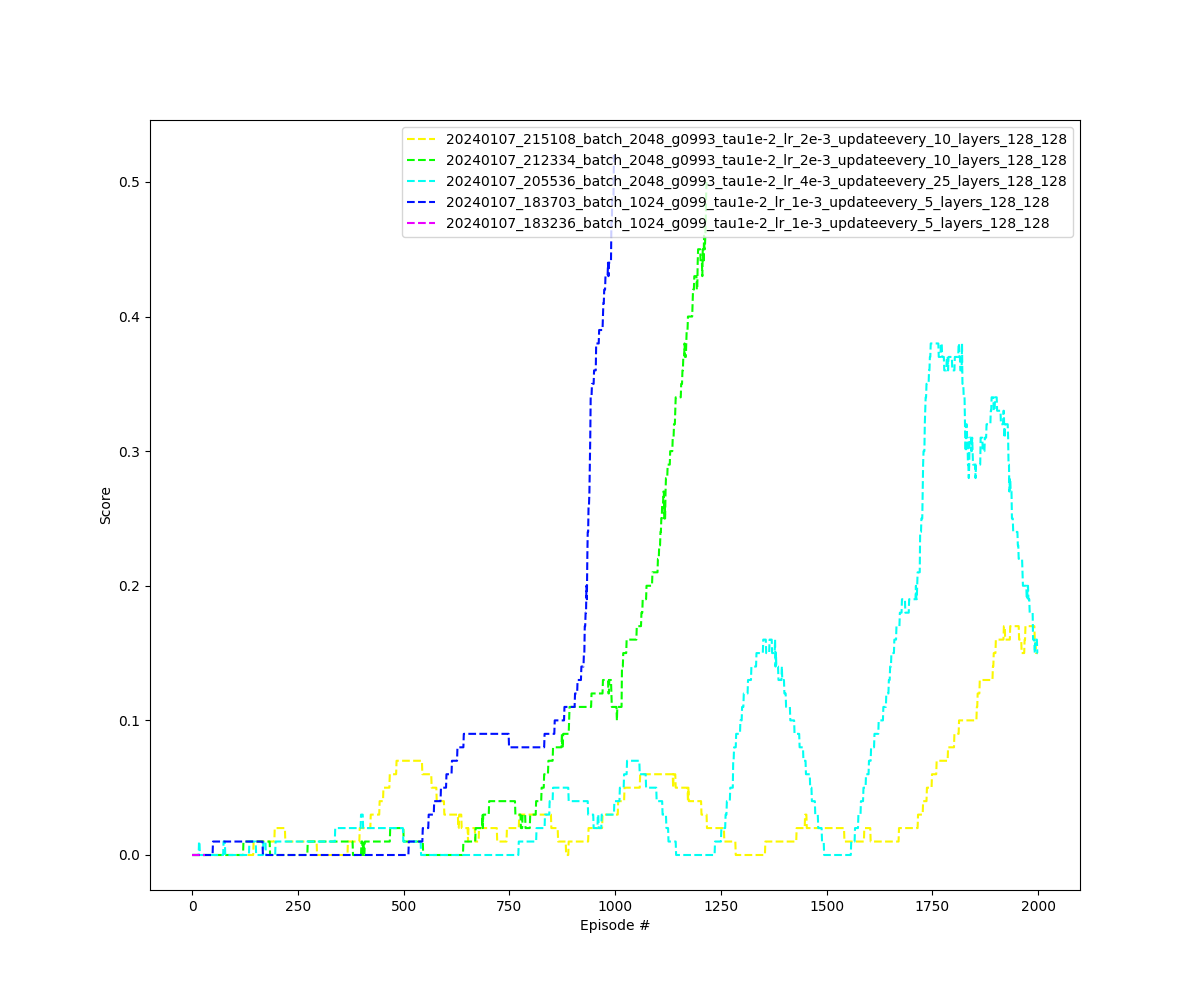 20240107_215108_batch_2048_g0993_tau1e-2_lr_2e-3_updateevery_10_layers_128_128
20240107_212334_batch_2048_g0993_tau1e-2_lr_2e-3_updateevery_10_layers_128_128
20240107_205536_batch_2048_g0993_tau1e-2_lr_4e-3_updateevery_25_layers_128_128
20240107_183703_batch_1024_g099_tau1e-2_lr_1e-3_updateevery_5_layers_128_128
20240107_183236_batch_1024_g099_tau1e-2_lr_1e-3_updateevery_5_layers_128_128
0.5
0.4
0.3
0.2
0.1
0.0
Score
0 250 500 750 1000 1250 1500 1750 2000
Episode #